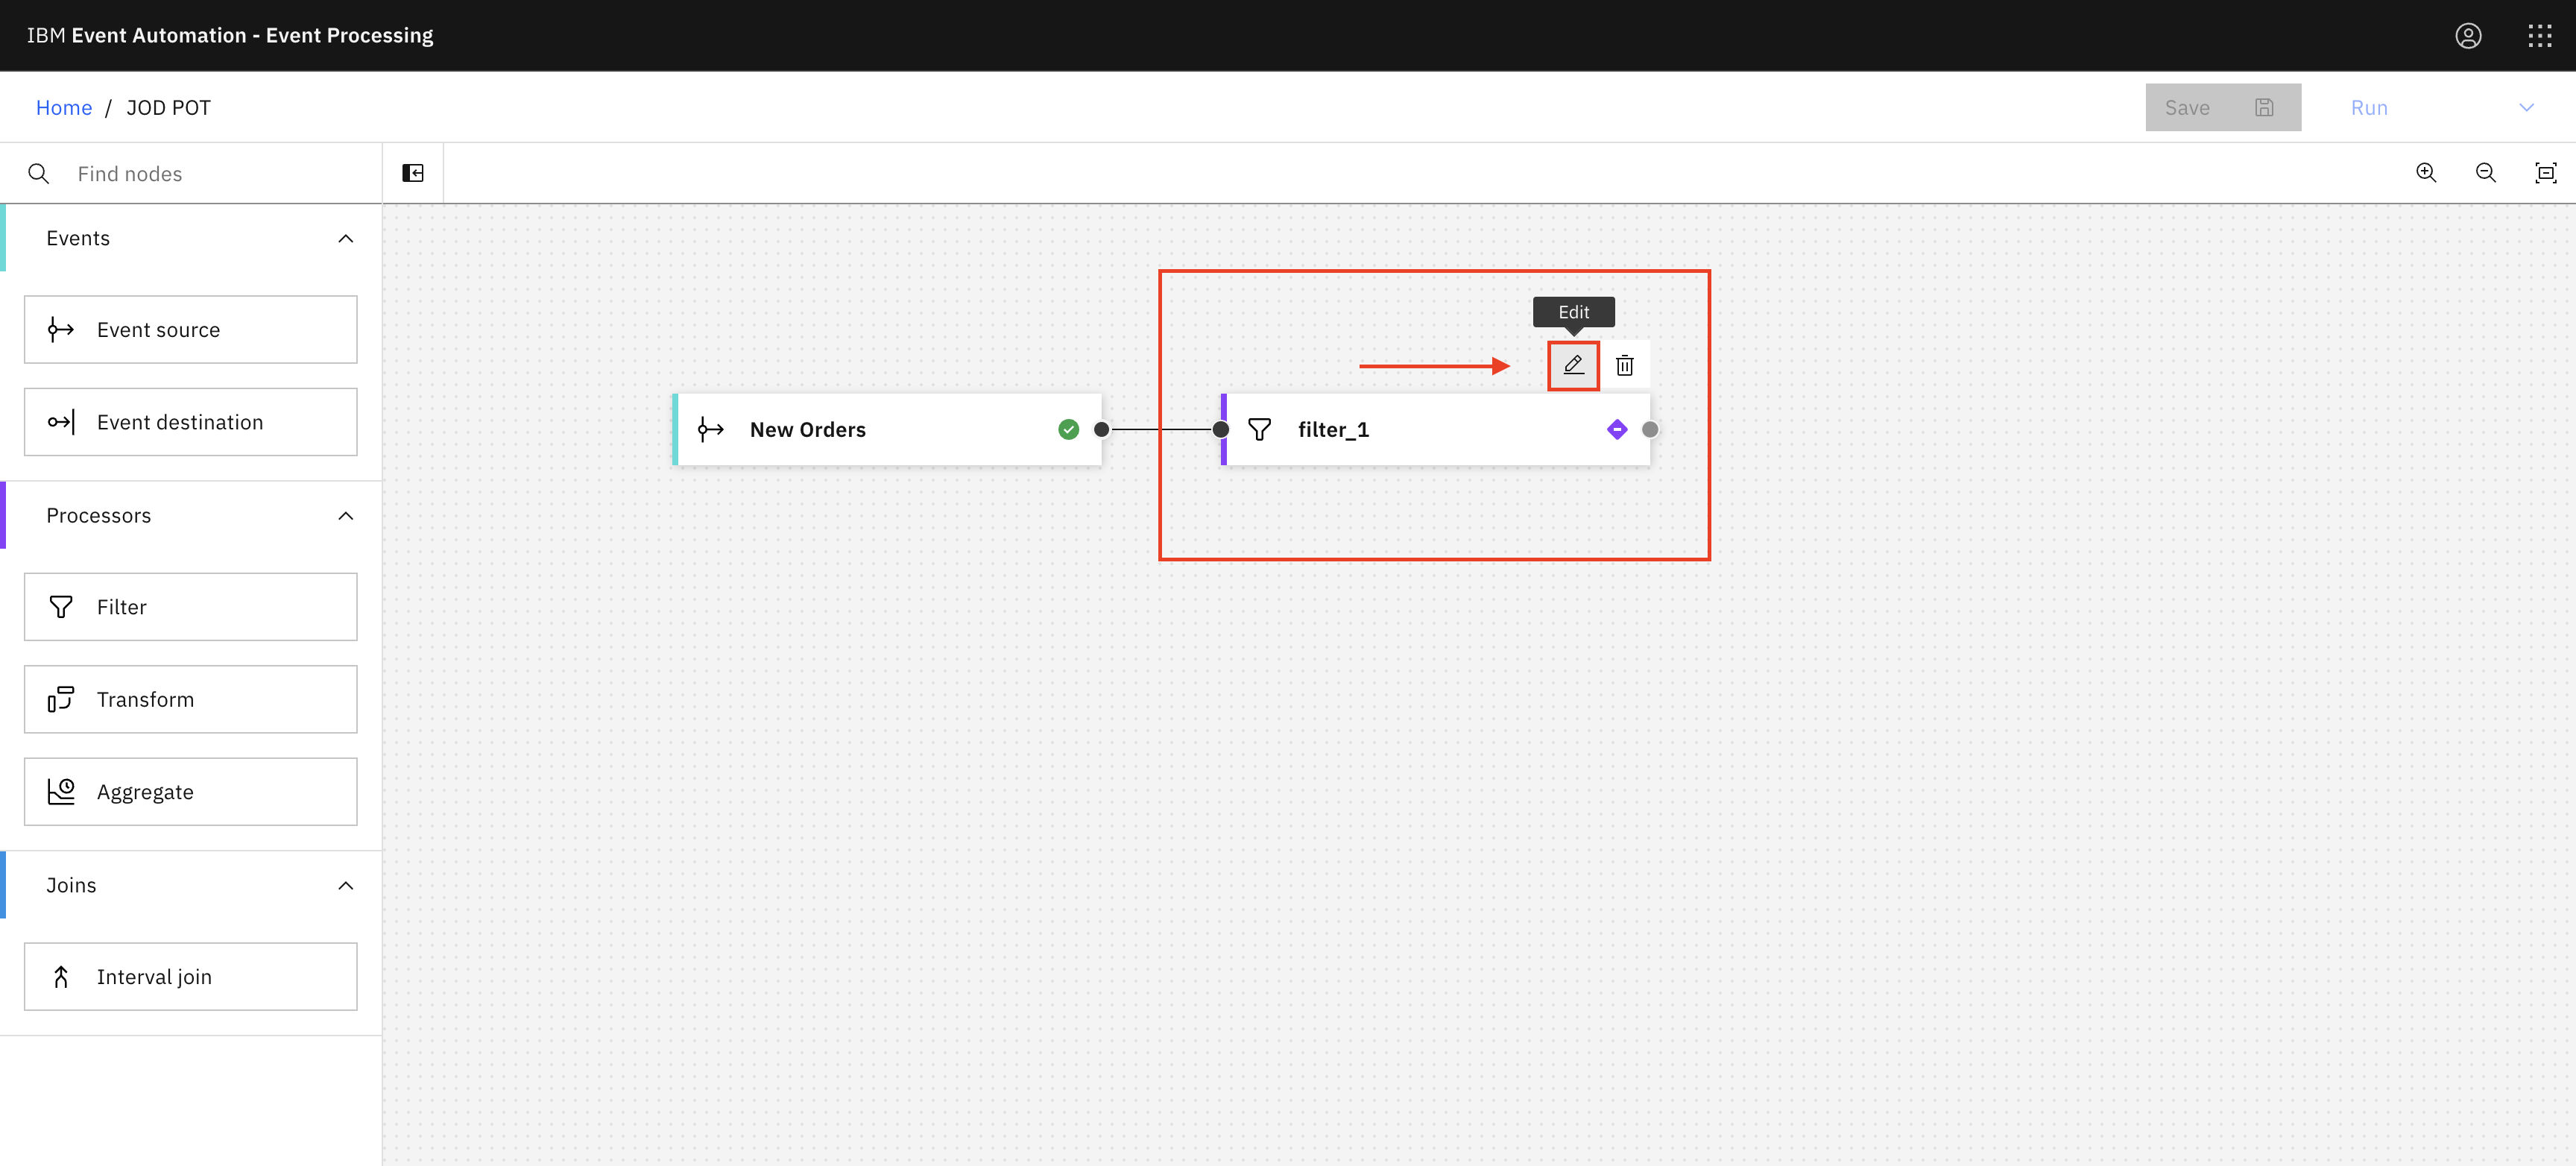 IBM Event Automation - Event Processing
Home / JOD POT
Save
Run
Find nodes
Events
Event source
Event destination
Processors
Filter
Transform
Aggregate
Joins
Interval join
Edit
New Orders
filter_1